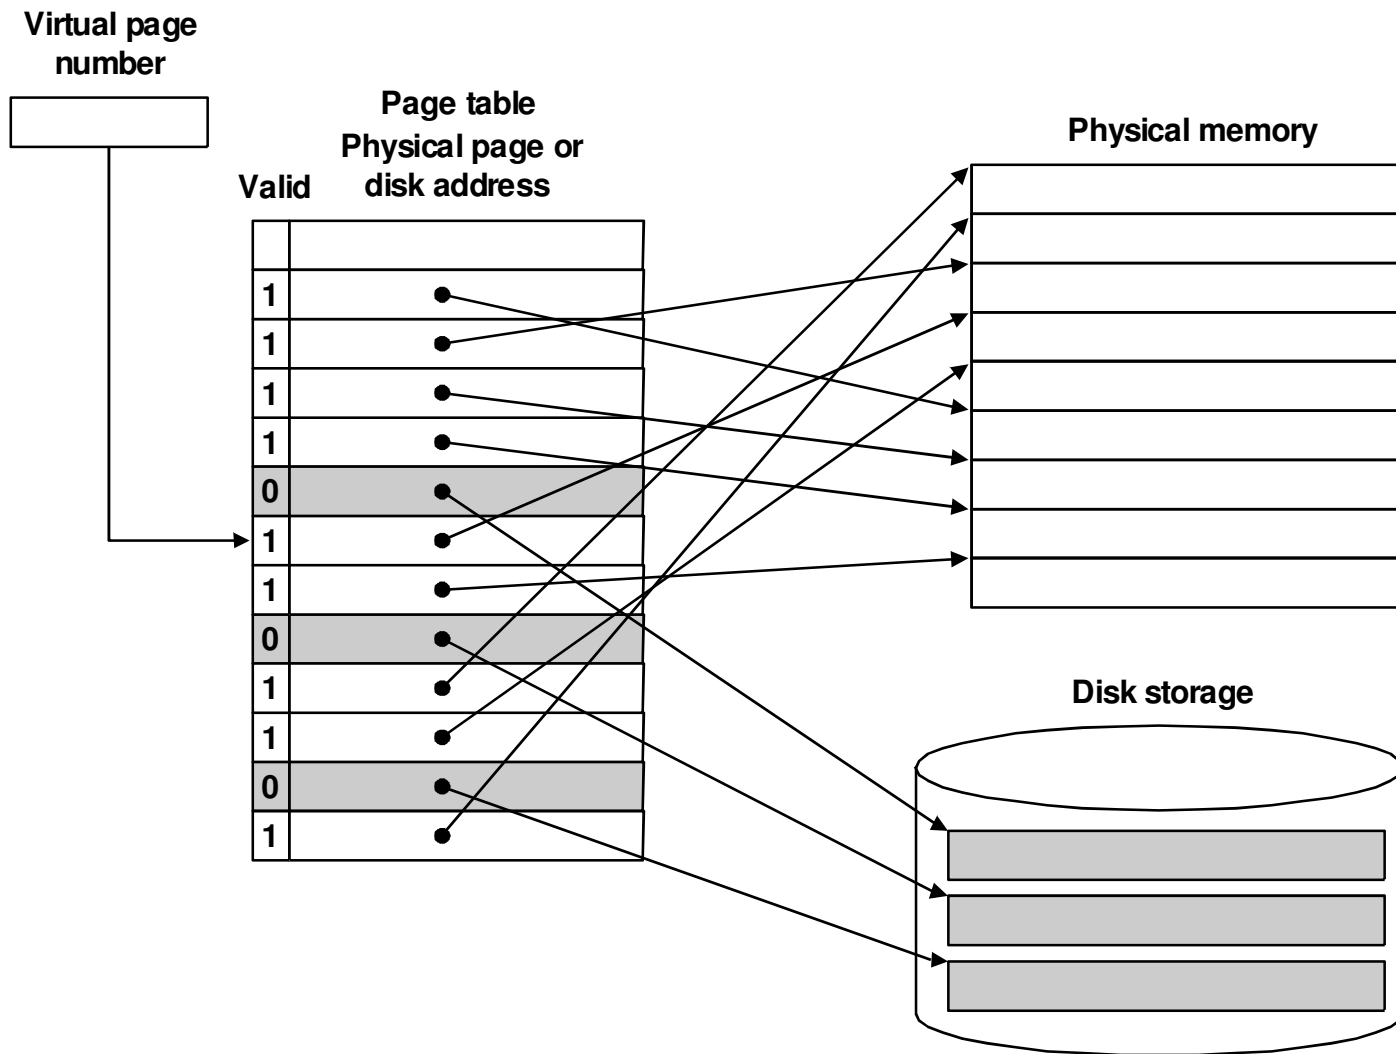 Virtual page
number
Page table
Physical page or
disk address
Valid
Physical memory
1
1
1
1
0
1
1
0
1
1
0
1
Disk storage